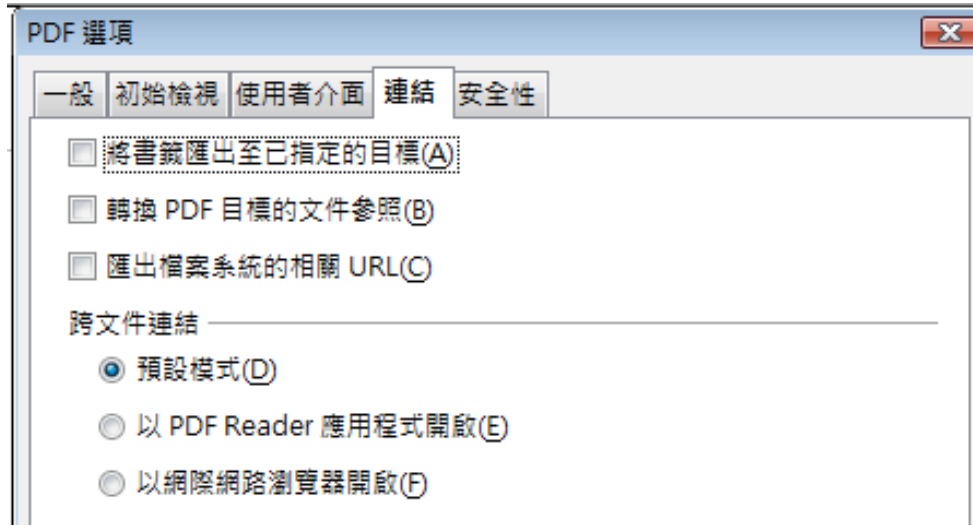 PDF 選項
一般 初始檢視 使用者介面 連結 安全性
將書籤匯出至已指定的目標(A)
轉換 PDF 目標的文件參照(B)
匯出檔案系統的相關 URL(C)
跨文件連結
預設模式(D)
以 PDF Reader 應用程式開啟(E)
以網際網路瀏覽器開啟(F)